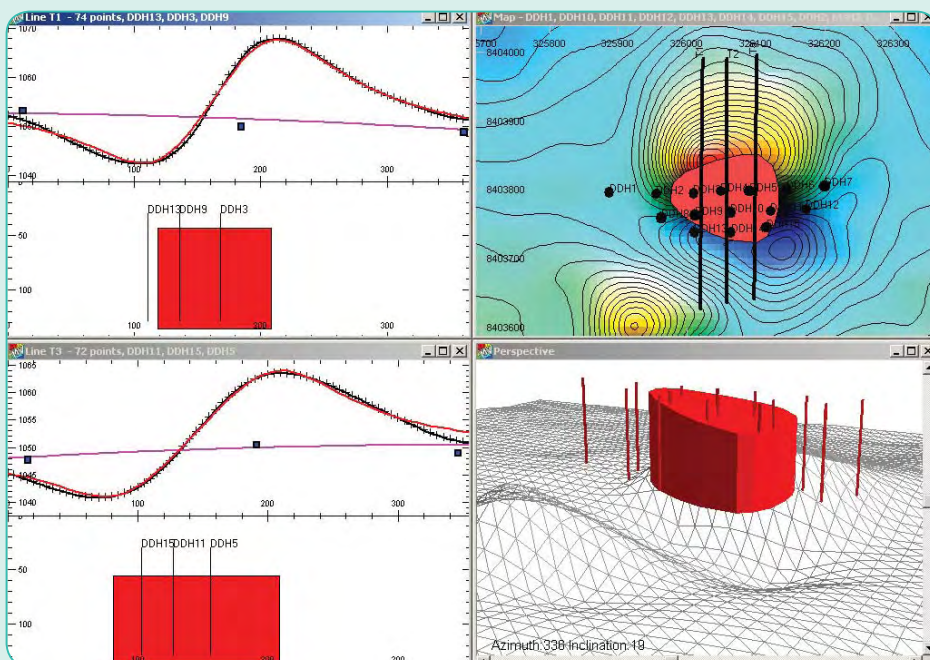 Line T1 - 74 points, DDH13, DDH3, DDH9
1070
1060
1050
1040
100
200
300
50
100
DDH13
DDH9
DDH3
100
200
300
Map - DDH1, DDH10, DDH11, DDH12, DDH13, DDH14, DDH15, DDH2,
325800
325900
326000
326100
326200
326300
8404000
8403900
8403800
8403700
8403600
T2
DDH1
DDH2
DDH7
DDH9
DDH10
DDH12
DDH13
Line T3 - 72 points, DDH11, DDH15, DDH5
1065
1060
1055
1050
1045
1040
100
200
300
50
100
DDH15
DDH11
DDH5
300
Perspective
Azimuth:338 Inclination:19